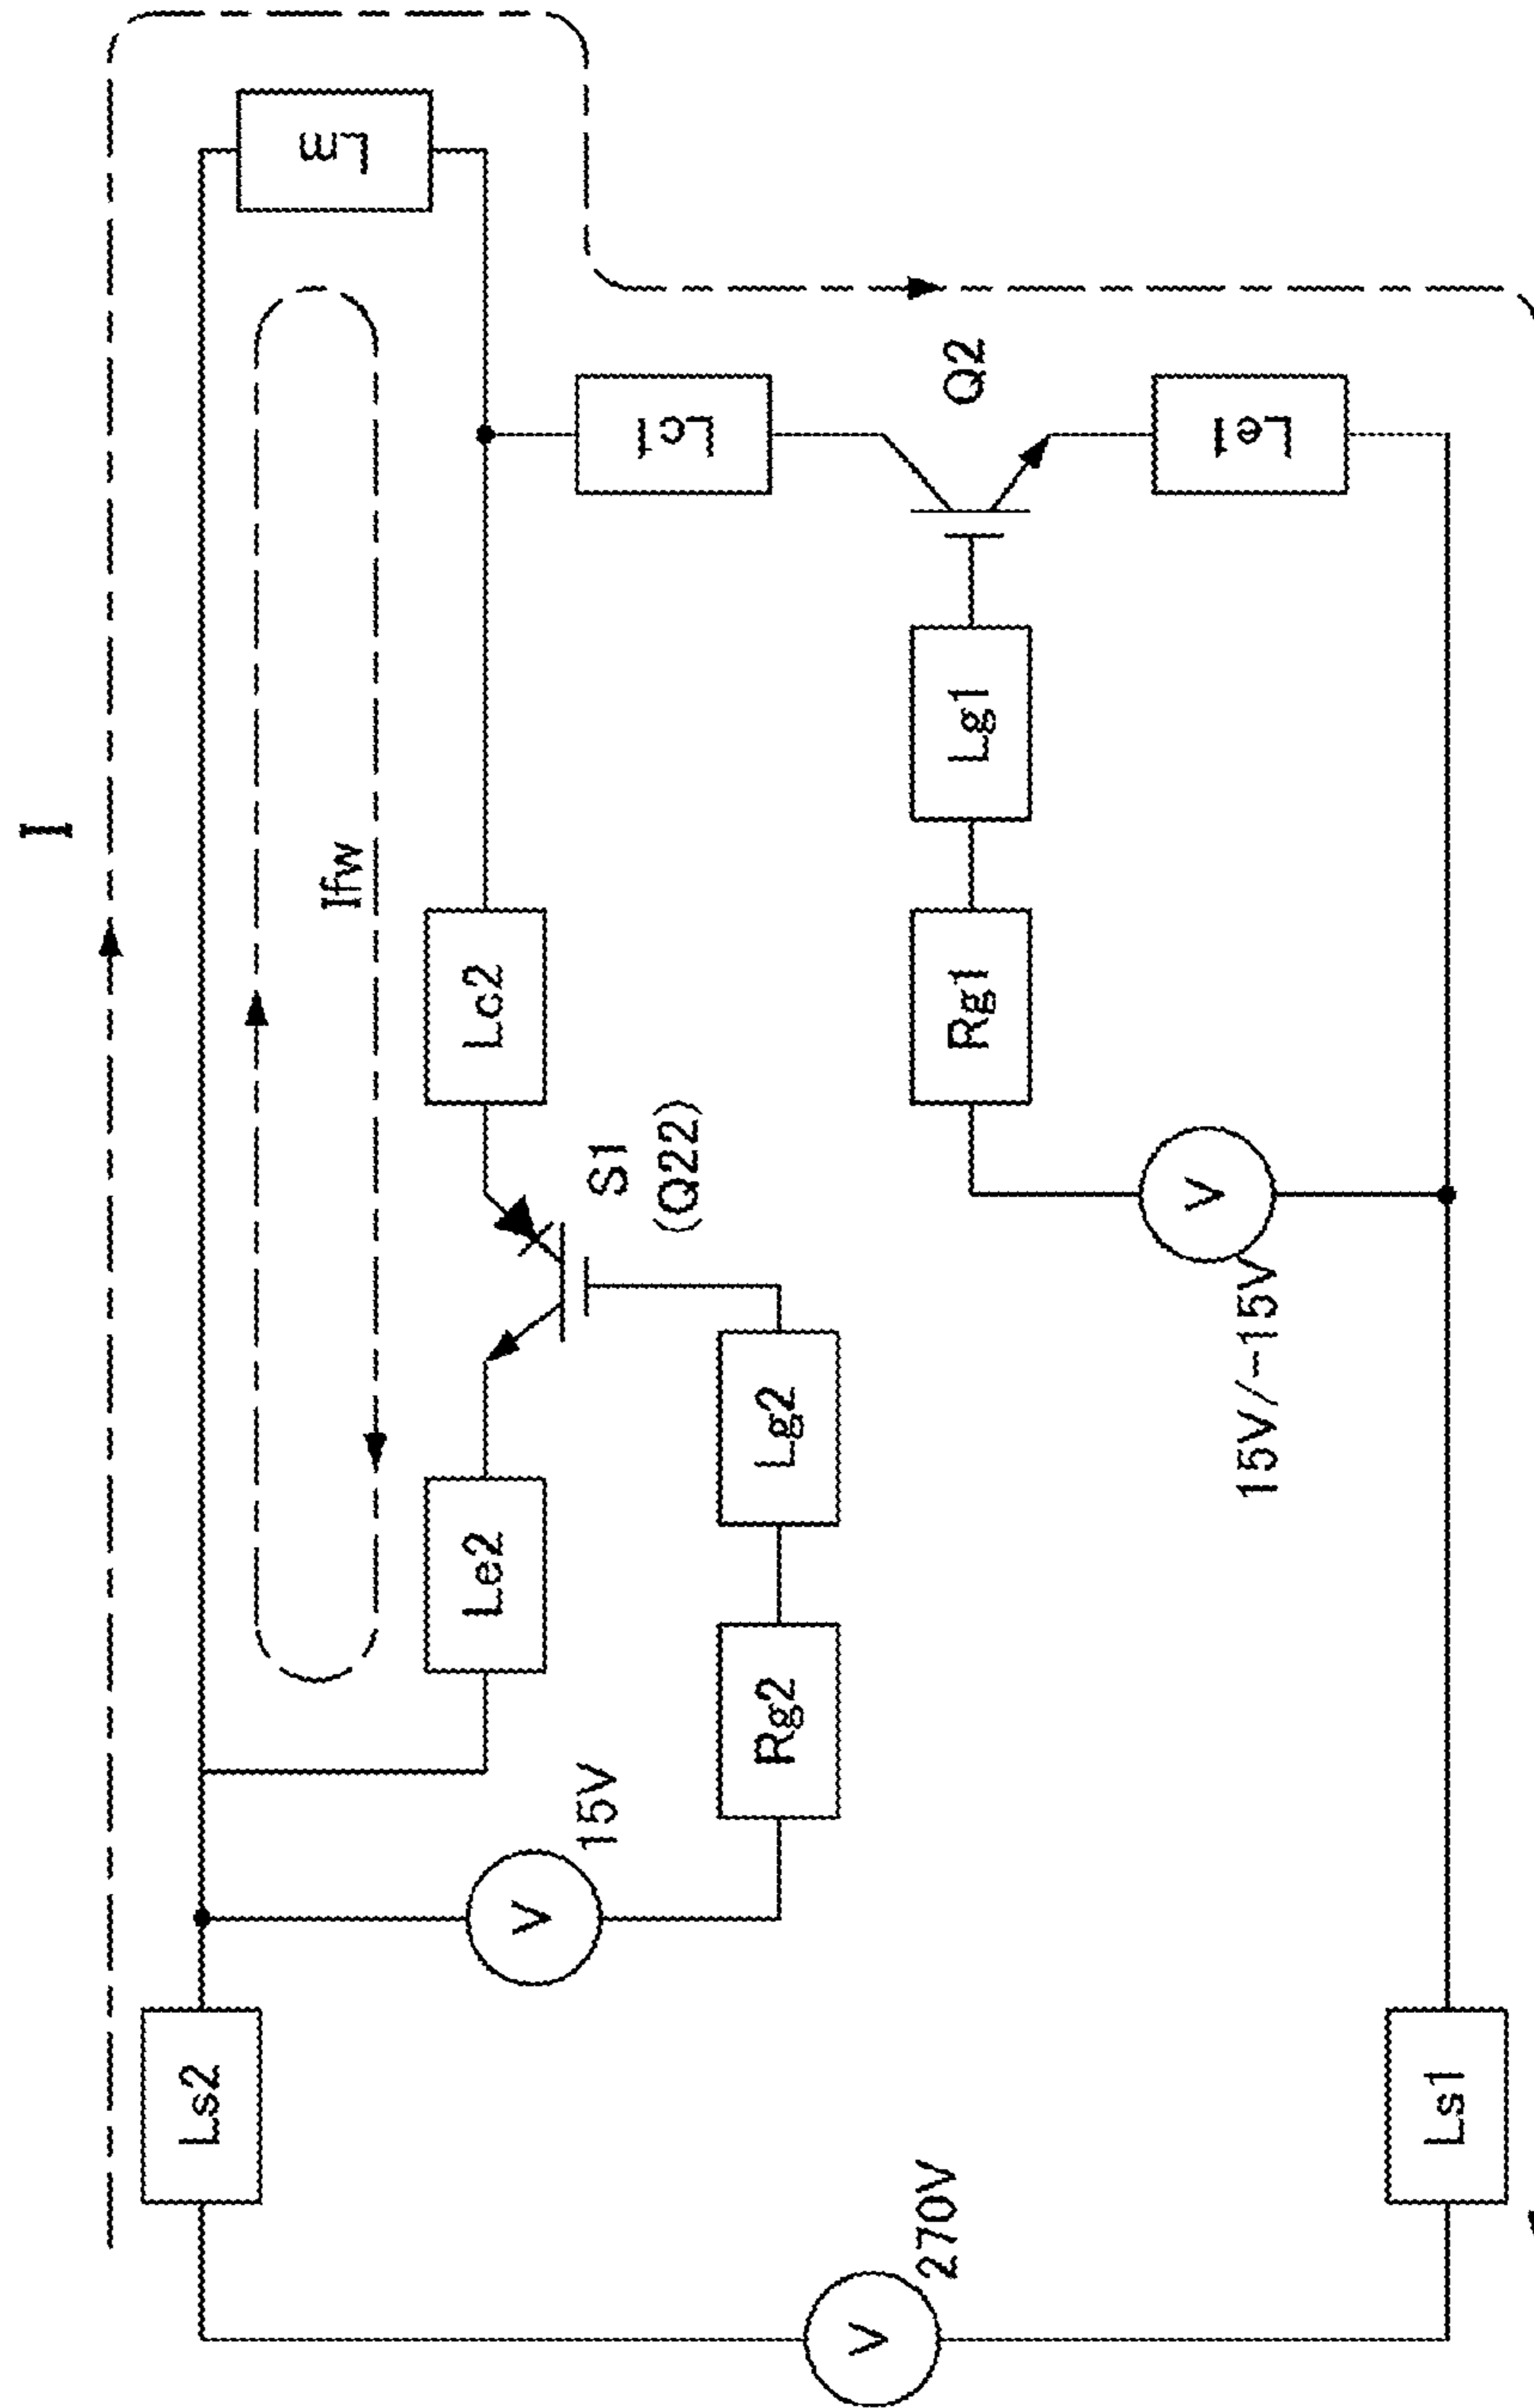 I
Lm
Ifw
Q2
Lc1
Le1
Lc2
Lg1
Rg1
S1
(Q22)
V
15V/-15V
Le2
Lg2
Rg2
15V
V
Ls2
Ls1
270V
V